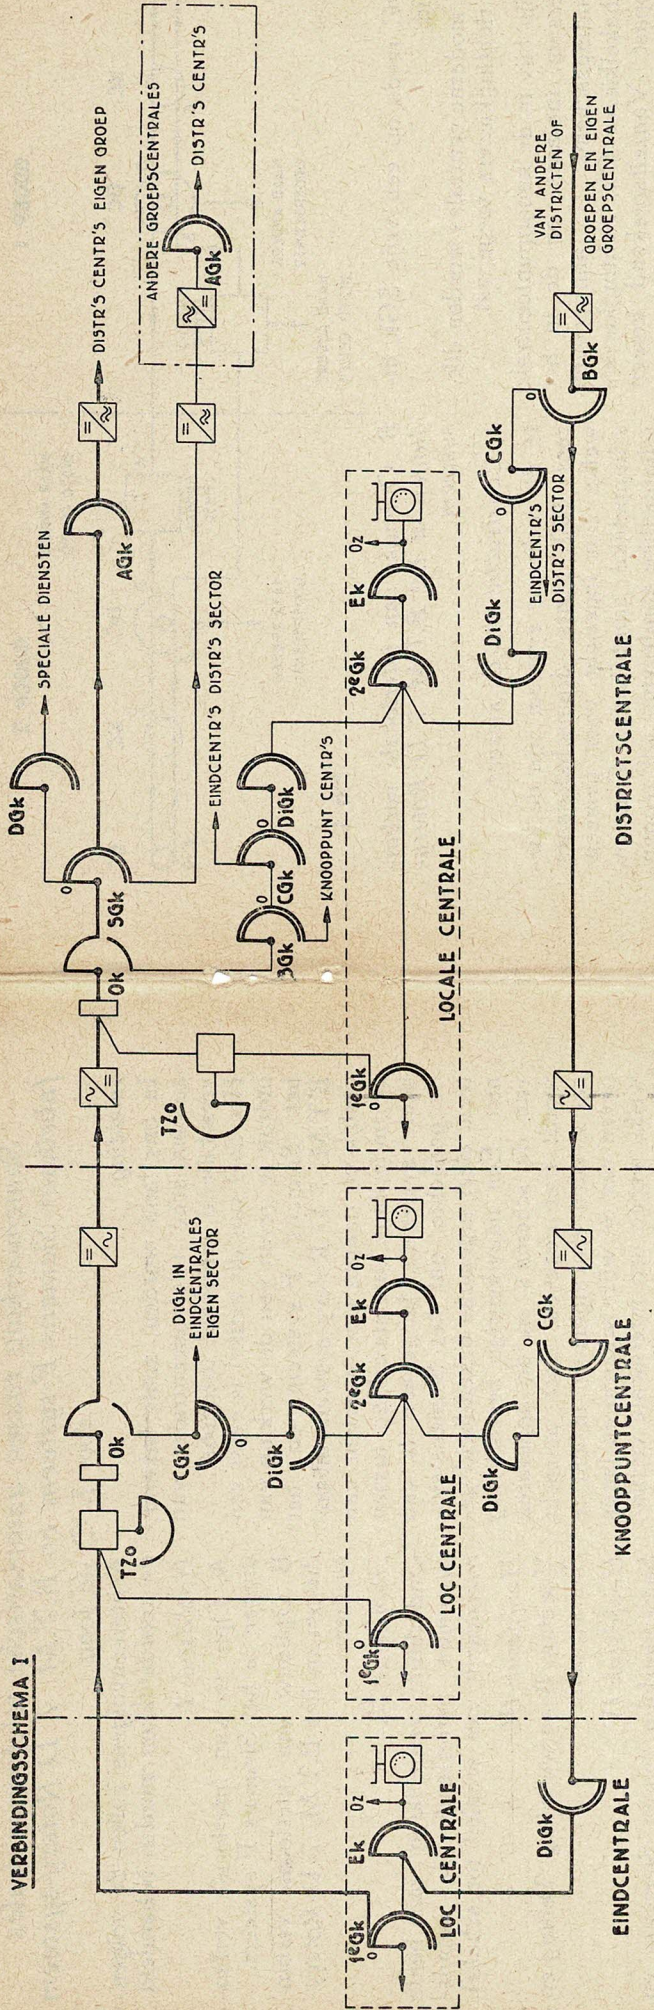 VERBINDINGSSCHEMA I
DGk
SPECIALE DIENSTEN
SGk
O
AGk
DISTR'S CENTR'S EIGEN GROEP
ANDERE GROEPSCENTRALES
AGk
DISTR'S CENTR'S
Ok
EINDCENTR'S DISTR'S SECTOR
3Gk
O
CGk
O
DiGk
KNOOPPUNT CENTR'S
TZo
Ok
TZo
CGk
O
DiGk IN
EINDCENTRALES
EIGEN SECTOR
DiGk
1eGk
O
Ek
Oz
LOC CENTRALE
1eGk
O
2eGk
Ek
Oz
LOC CENTRALE
1eGk
O
2eGk
Ek
Oz
LOCALE CENTRALE
DiGk
DiGk
O
CGk
DiGk
O
CGk
EINDCENTR'S
DISTR'S SECTOR
O
BGk
VAN ANDERE
DISTRICTEN OF
GROEPEN EN EIGEN
GROEPSCENTRALE
EINDCENTRALE
KNOOPPUNTCENTRALE
DISTRICTSCENTRALE